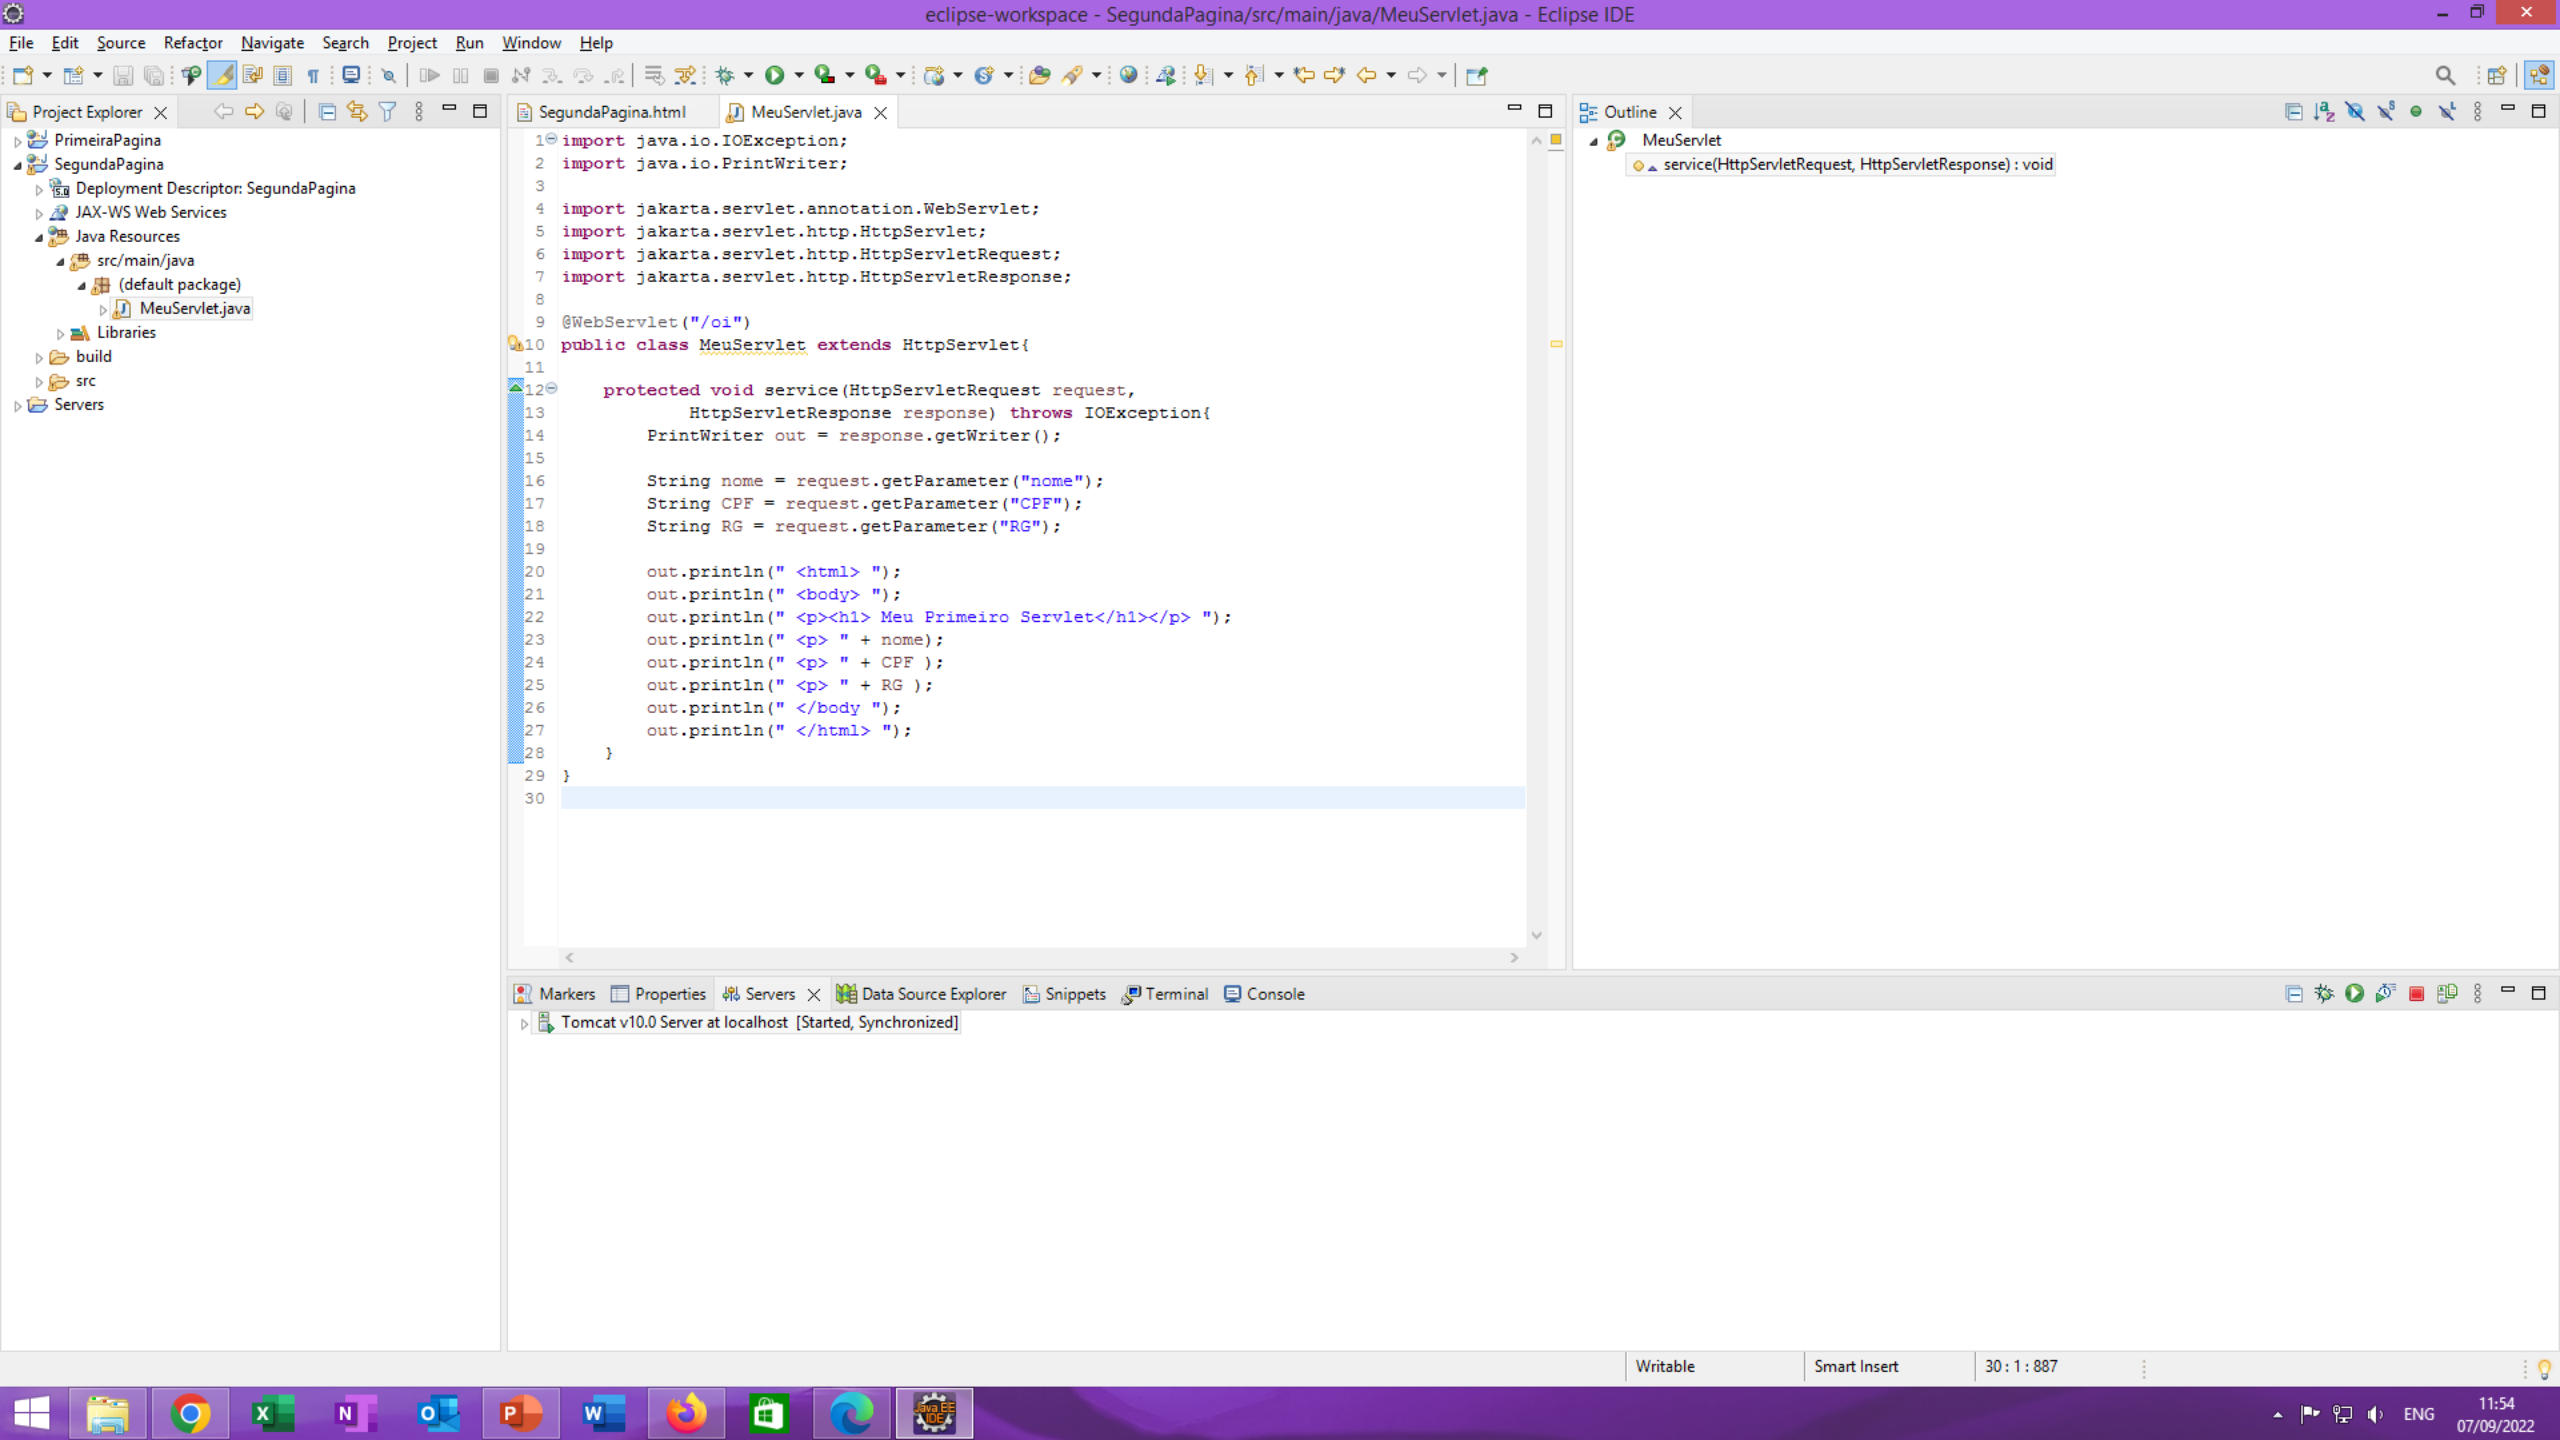 eclipse-workspace - SegundaPagina/src/main/java/MeuServlet.java - Eclipse IDE
File Edit Source Refactor Navigate Search Project Run Window Help
Project Explorer
PrimeiraPagina
SegundaPagina
Deployment Descriptor: SegundaPagina
JAX-WS Web Services
Java Resources
src/main/java
(default package)
MeuServlet.java
Libraries
build
src
Servers
SegundaPagina.html MeuServlet.java
1 import java.io.IOException;
2 import java.io.PrintWriter;
3
4 import jakarta.servlet.annotation.WebServlet;
5 import jakarta.servlet.http.HttpServlet;
6 import jakarta.servlet.http.HttpServletRequest;
7 import jakarta.servlet.http.HttpServletResponse;
8
9 @WebServlet("/oi")
10 public class MeuServlet extends HttpServlet{
11
12 protected void service(HttpServletRequest request,
13 HttpServletResponse response) throws IOException{
14 PrintWriter out = response.getWriter();
15
16 String nome = request.getParameter("nome");
17 String CPF = request.getParameter("CPF");
18 String RG = request.getParameter("RG");
19
20 out.println(" <html> ");
21 out.println(" <body> ");
22 out.println(" <p><h1> Meu Primeiro Servlet</h1></p> ");
23 out.println(" <p> " + nome);
24 out.println(" <p> " + CPF );
25 out.println(" <p> " + RG );
26 out.println(" </body ");
27 out.println(" </html> ");
28 }
29 }
30
Outline
MeuServlet
service(HttpServletRequest, HttpServletResponse) : void
Markers Properties Servers Data Source Explorer Snippets Terminal Console
Tomcat v10.0 Server at localhost [Started, Synchronized]
Writable Smart Insert 30 : 1 : 887
ENG
11:54
07/09/2022